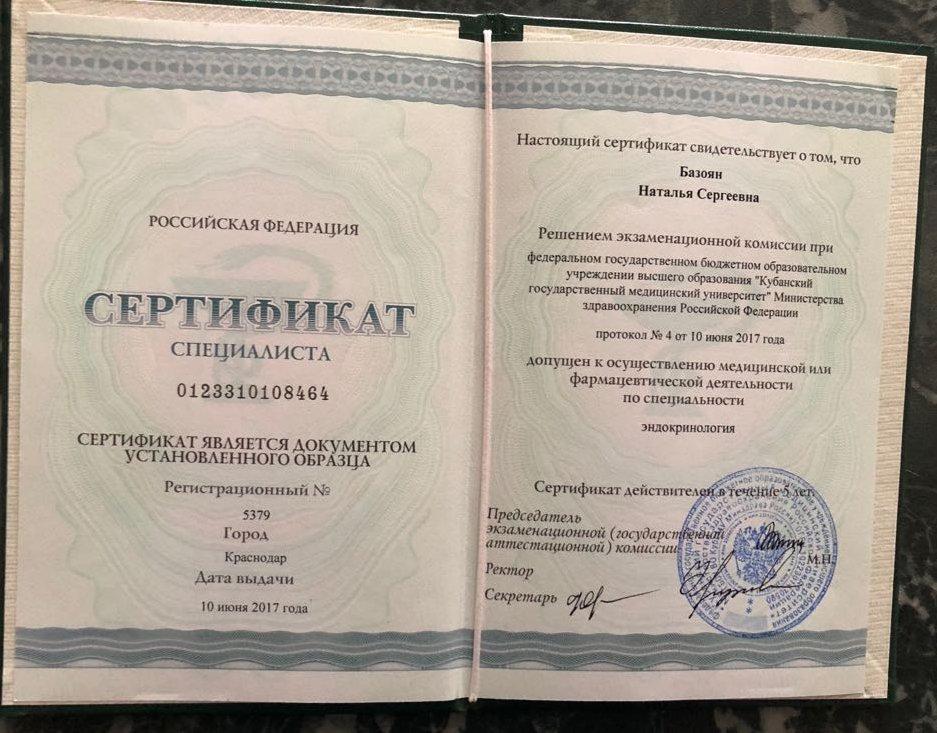 РОССИЙСКАЯ ФЕДЕРАЦИЯ
СЕРТИФИКАТ
СПЕЦИАЛИСТА
0123310108464
СЕРТИФИКАТ ЯВЛЯЕТСЯ ДОКУМЕНТОМ
УСТАНОВЛЕННОГО ОБРАЗЦА
Регистрационный №
5379
Город
Краснодар
Дата выдачи
10 июня 2017 года
Настоящий сертификат свидетельствует о том, что
Базоян
Наталья Сергеевна
Решением экзаменационной комиссии при
федеральном государственном бюджетном образовательном
учреждении высшего образования "Кубанский
государственный медицинский университет" Министерства
здравоохранения Российской Федерации
протокол № 4 от 10 июня 2017 года
допущен к осуществлению медицинской или
фармацевтической деятельности
по специальности
эндокринология
Сертификат действителен в течение 5 лет.
Председатель
экзаменационной (государственной
аттестационной) комиссии
М.П.
Ректор
Секретарь